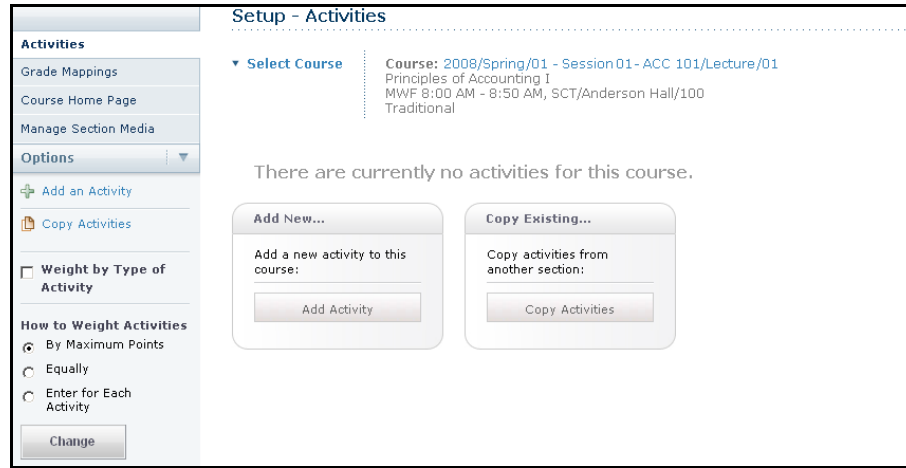 Setup - Activities
Activities
Grade Mappings
Course Home Page
Manage Section Media
Options
Add an Activity
Copy Activities
Weight by Type of
Activity
How to Weight Activities
By Maximum Points
Equally
Enter for Each
Activity
Change
Select Course
Course: 2008/Spring/01 - Session 01- ACC 101/Lecture/01
Principles of Accounting I
MWF 8:00 AM - 8:50 AM, SCT/Anderson Hall/100
Traditional
There are currently no activities for this course.
Add New...
Add a new activity to this
course:
Add Activity
Copy Existing...
Copy activities from
another section:
Copy Activities